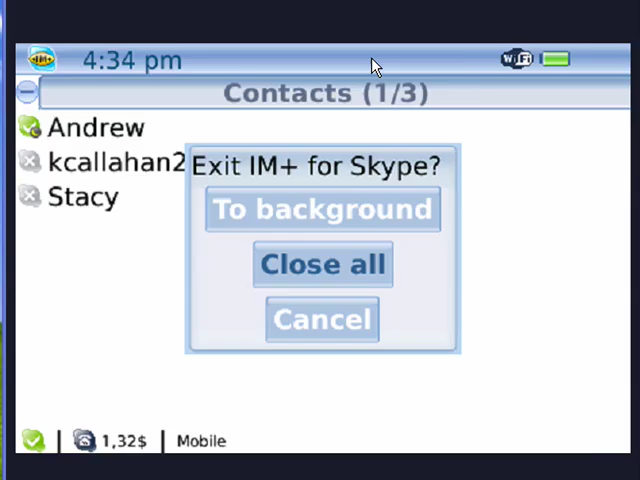 4:34 pm
WiFi
Contacts (1/3)
Andrew
kcallahan2
Stacy
Exit IM+ for Skype?
To background
Close all
Cancel
1,32$ | Mobile